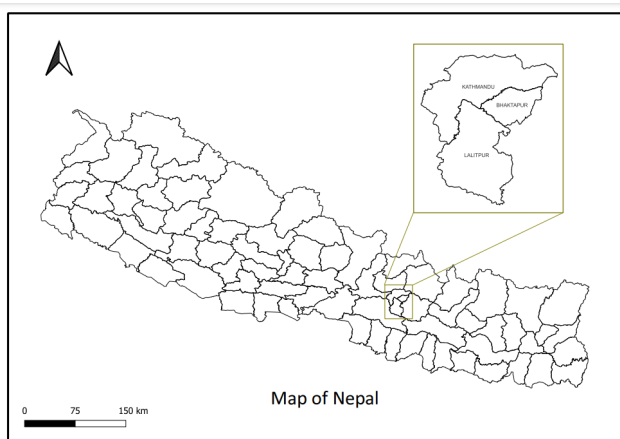 KATHMANDU
BHAKTAPUR
LALITPUR
Map of Nepal
0 75 150 km